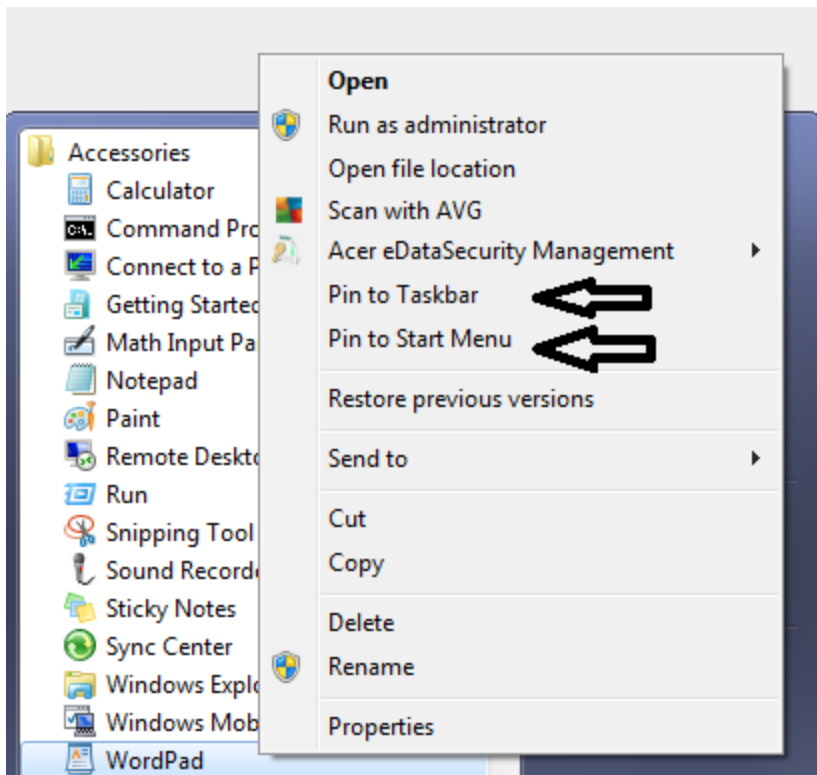 Open
Run as administrator
Open file location
Scan with AVG
Acer eDataSecurity Management
Pin to Taskbar
Pin to Start Menu
Restore previous versions
Send to
Cut
Copy
Delete
Rename
Properties
Accessories
Calculator
Command Pro
Connect to a P
Getting Started
Math Input Pa
Notepad
Paint
Remote Deskto
Run
Snipping Tool
Sound Recorde
Sticky Notes
Sync Center
Windows Explo
Windows Mob
WordPad